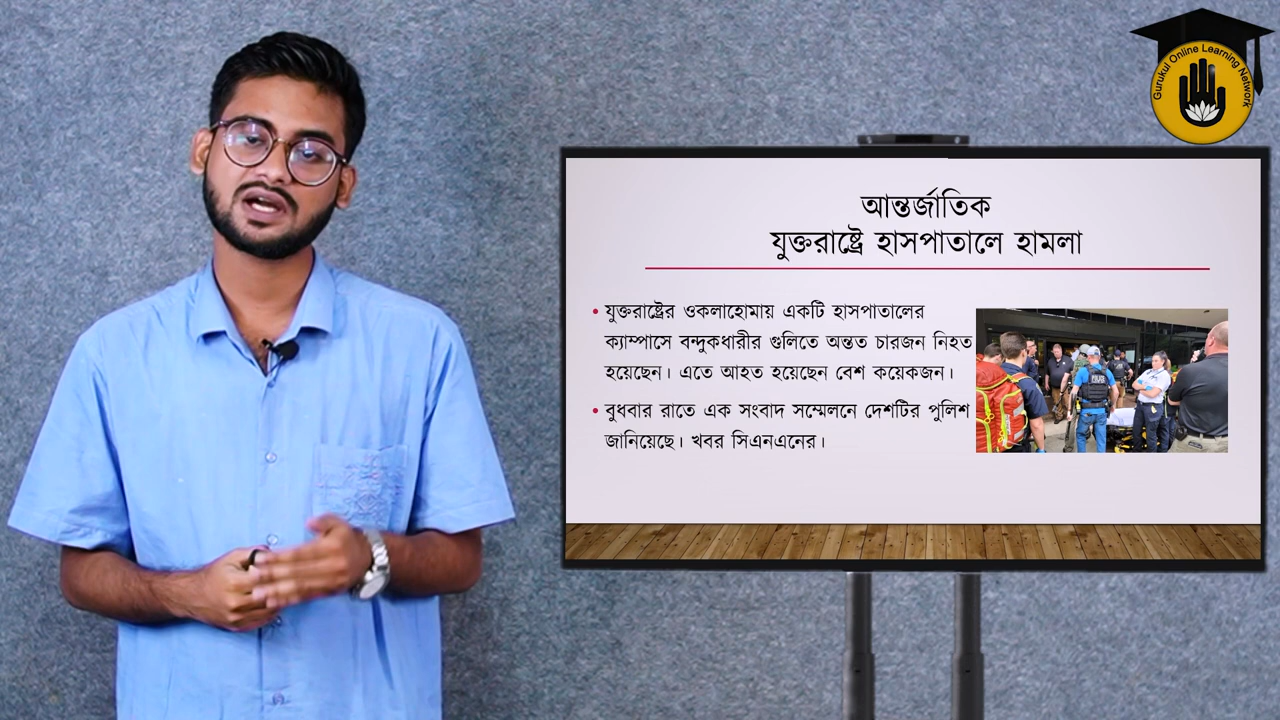 Gurukul Online Learning Network
আন্তর্জাতিক
যুক্তরাষ্ট্রে হাসপাতালে হামলা
• যুক্তরাষ্ট্রের ওকলাহোমায় একটি হাসপাতালের
ক্যাম্পাসে বন্দুকধারীর গুলিতে অন্তত চারজন নিহত
হয়েছেন। এতে আহত হয়েছেন বেশ কয়েকজন।
• বুধবার রাতে এক সংবাদ সম্মেলনে দেশটির পুলিশ
জানিয়েছে। খবর সিএনএনের।
POLICE